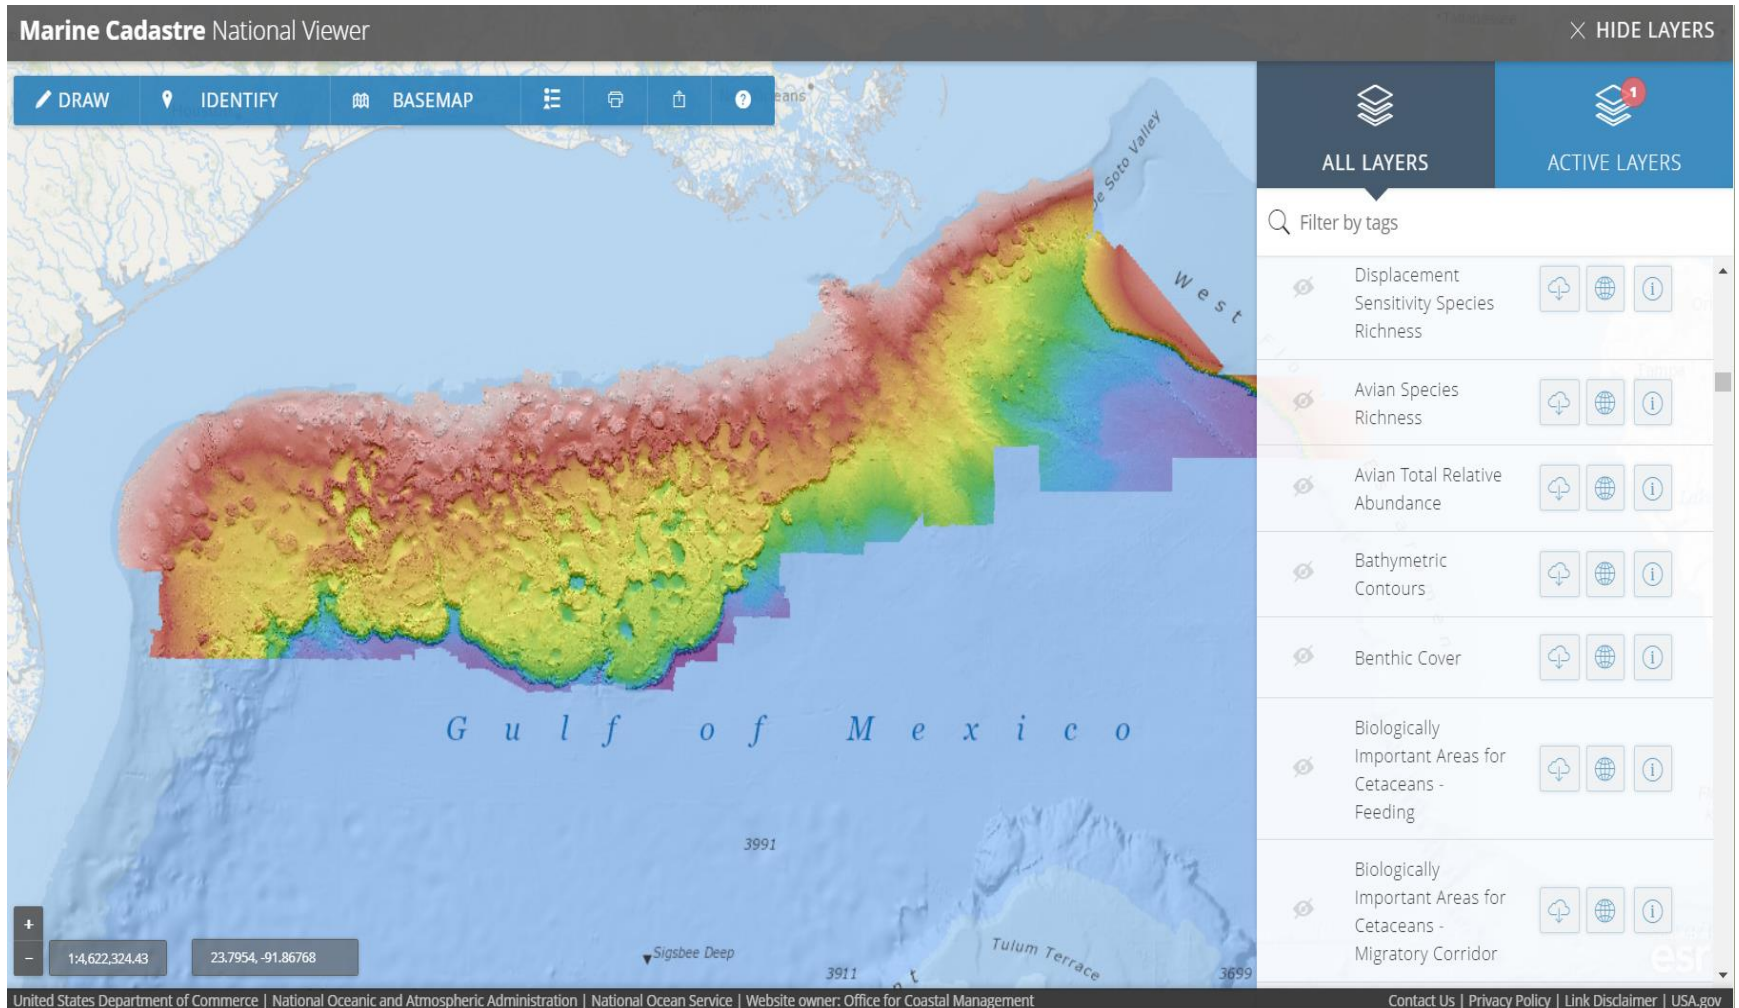 Marine Cadastre National Viewer
HIDE LAYERS
DRAW
IDENTIFY
BASEMAP
?
eans
1
ALL LAYERS
ACTIVE LAYERS
Filter by tags
De Soto Valley
West
Displacement
Sensitivity Species
Richness
i
Avian Species
Richness
i
Avian Total Relative
Abundance
i
Bathymetric
Contours
i
Benthic Cover
i
Biologically
Important Areas for
Cetaceans -
Feeding
i
Biologically
Important Areas for
Cetaceans -
Migratory Corridor
i
Gulf of Mexico
3991
Sigsbee Deep
3911
Tulum Terrace
3699
esri
+
-
1:4,622,324.43
23.7954, -91.86768
United States Department of Commerce | National Oceanic and Atmospheric Administration | National Ocean Service | Website owner: Office for Coastal Management
Contact Us | Privacy Policy | Link Disclaimer | USA.gov